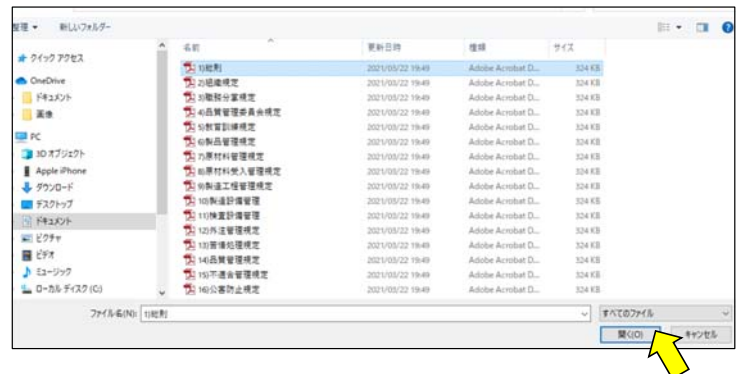 整理 ▼ 新しいフォルダー
名前 更新日時 種類 サイズ
クイック アクセス
OneDrive
ドキュメント
画像
PC
3D オブジェクト
Apple iPhone
ダウンロード
デスクトップ
ドキュメント
ピクチャ
ビデオ
ミュージック
ローカル ディスク (C:)
1)総則 2021/03/22 19:49 Adobe Acrobat D... 324 KB
2)組織規定 2021/03/22 19:49 Adobe Acrobat D... 324 KB
3)職務分掌規定 2021/03/22 19:49 Adobe Acrobat D... 324 KB
4)品質管理委員会規定 2021/03/22 19:49 Adobe Acrobat D... 324 KB
5)教育訓練規定 2021/03/22 19:49 Adobe Acrobat D... 324 KB
6)製品管理規定 2021/03/22 19:49 Adobe Acrobat D... 324 KB
7)原材料管理規定 2021/03/22 19:49 Adobe Acrobat D... 324 KB
8)原材料受入管理規定 2021/03/22 19:49 Adobe Acrobat D... 324 KB
9)製造工程管理規定 2021/03/22 19:49 Adobe Acrobat D... 324 KB
10)製造設備管理 2021/03/22 19:49 Adobe Acrobat D... 324 KB
11)検査設備管理 2021/03/22 19:49 Adobe Acrobat D... 324 KB
12)外注管理規定 2021/03/22 19:49 Adobe Acrobat D... 324 KB
13)苦情処理規定 2021/03/22 19:49 Adobe Acrobat D... 324 KB
14)品質管理規定 2021/03/22 19:49 Adobe Acrobat D... 324 KB
15)不適合管理規定 2021/03/22 19:49 Adobe Acrobat D... 324 KB
16)公害防止規定 2021/03/22 19:49 Adobe Acrobat D... 324 KB
ファイル名(N): 1)総則 すべてのファイル
開く(O) キャンセル